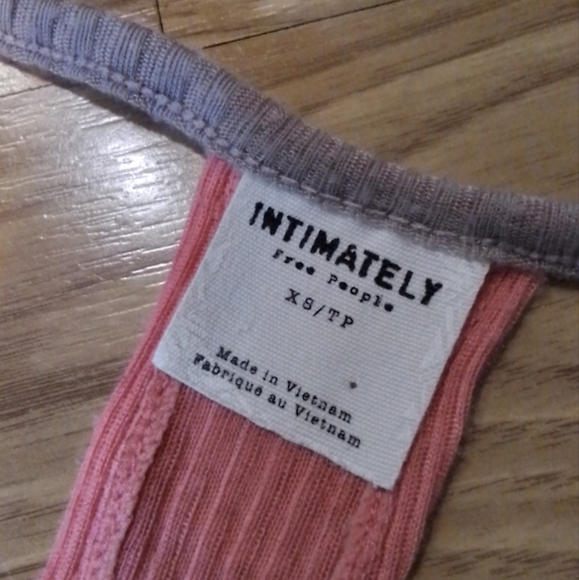 INTIMATELY
Free People
XS/TP
Made in Vietnam
Fabriqué au Vietnam